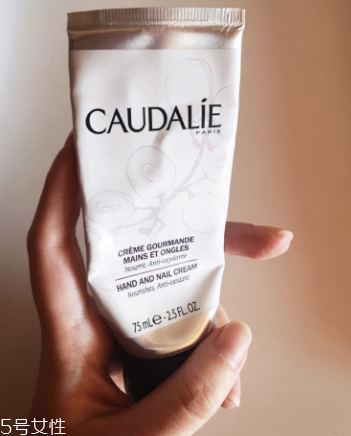 CAUDALÍE
PARIS
CRÈME GOURMANDE
MAINS ET ONGLES
Nourrit, Anti-oxydante
HAND AND NAIL CREAM
Nourishes, Anti-oxidant
75 mL e - 2.5 FL. OZ.
5号女性